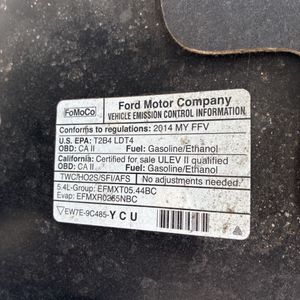 FoMoCo
Ford Motor Company
VEHICLE EMISSION CONTROL INFORMATION
Conforms to regulations: 2014 MY FFV
U.S. EPA: T2B4 LDT4
OBD: CA II Fuel: Gasoline/Ethanol
California: Certified for sale ULEV II qualified
OBD: CA II Fuel: Gasoline/Ethanol
TWC/HO2S/SFI/AFS No adjustments needed.
5.4L-Group: EFMXT05.44BC
Evap: EFMXR0265NBC
EW7E-9C485- Y C U